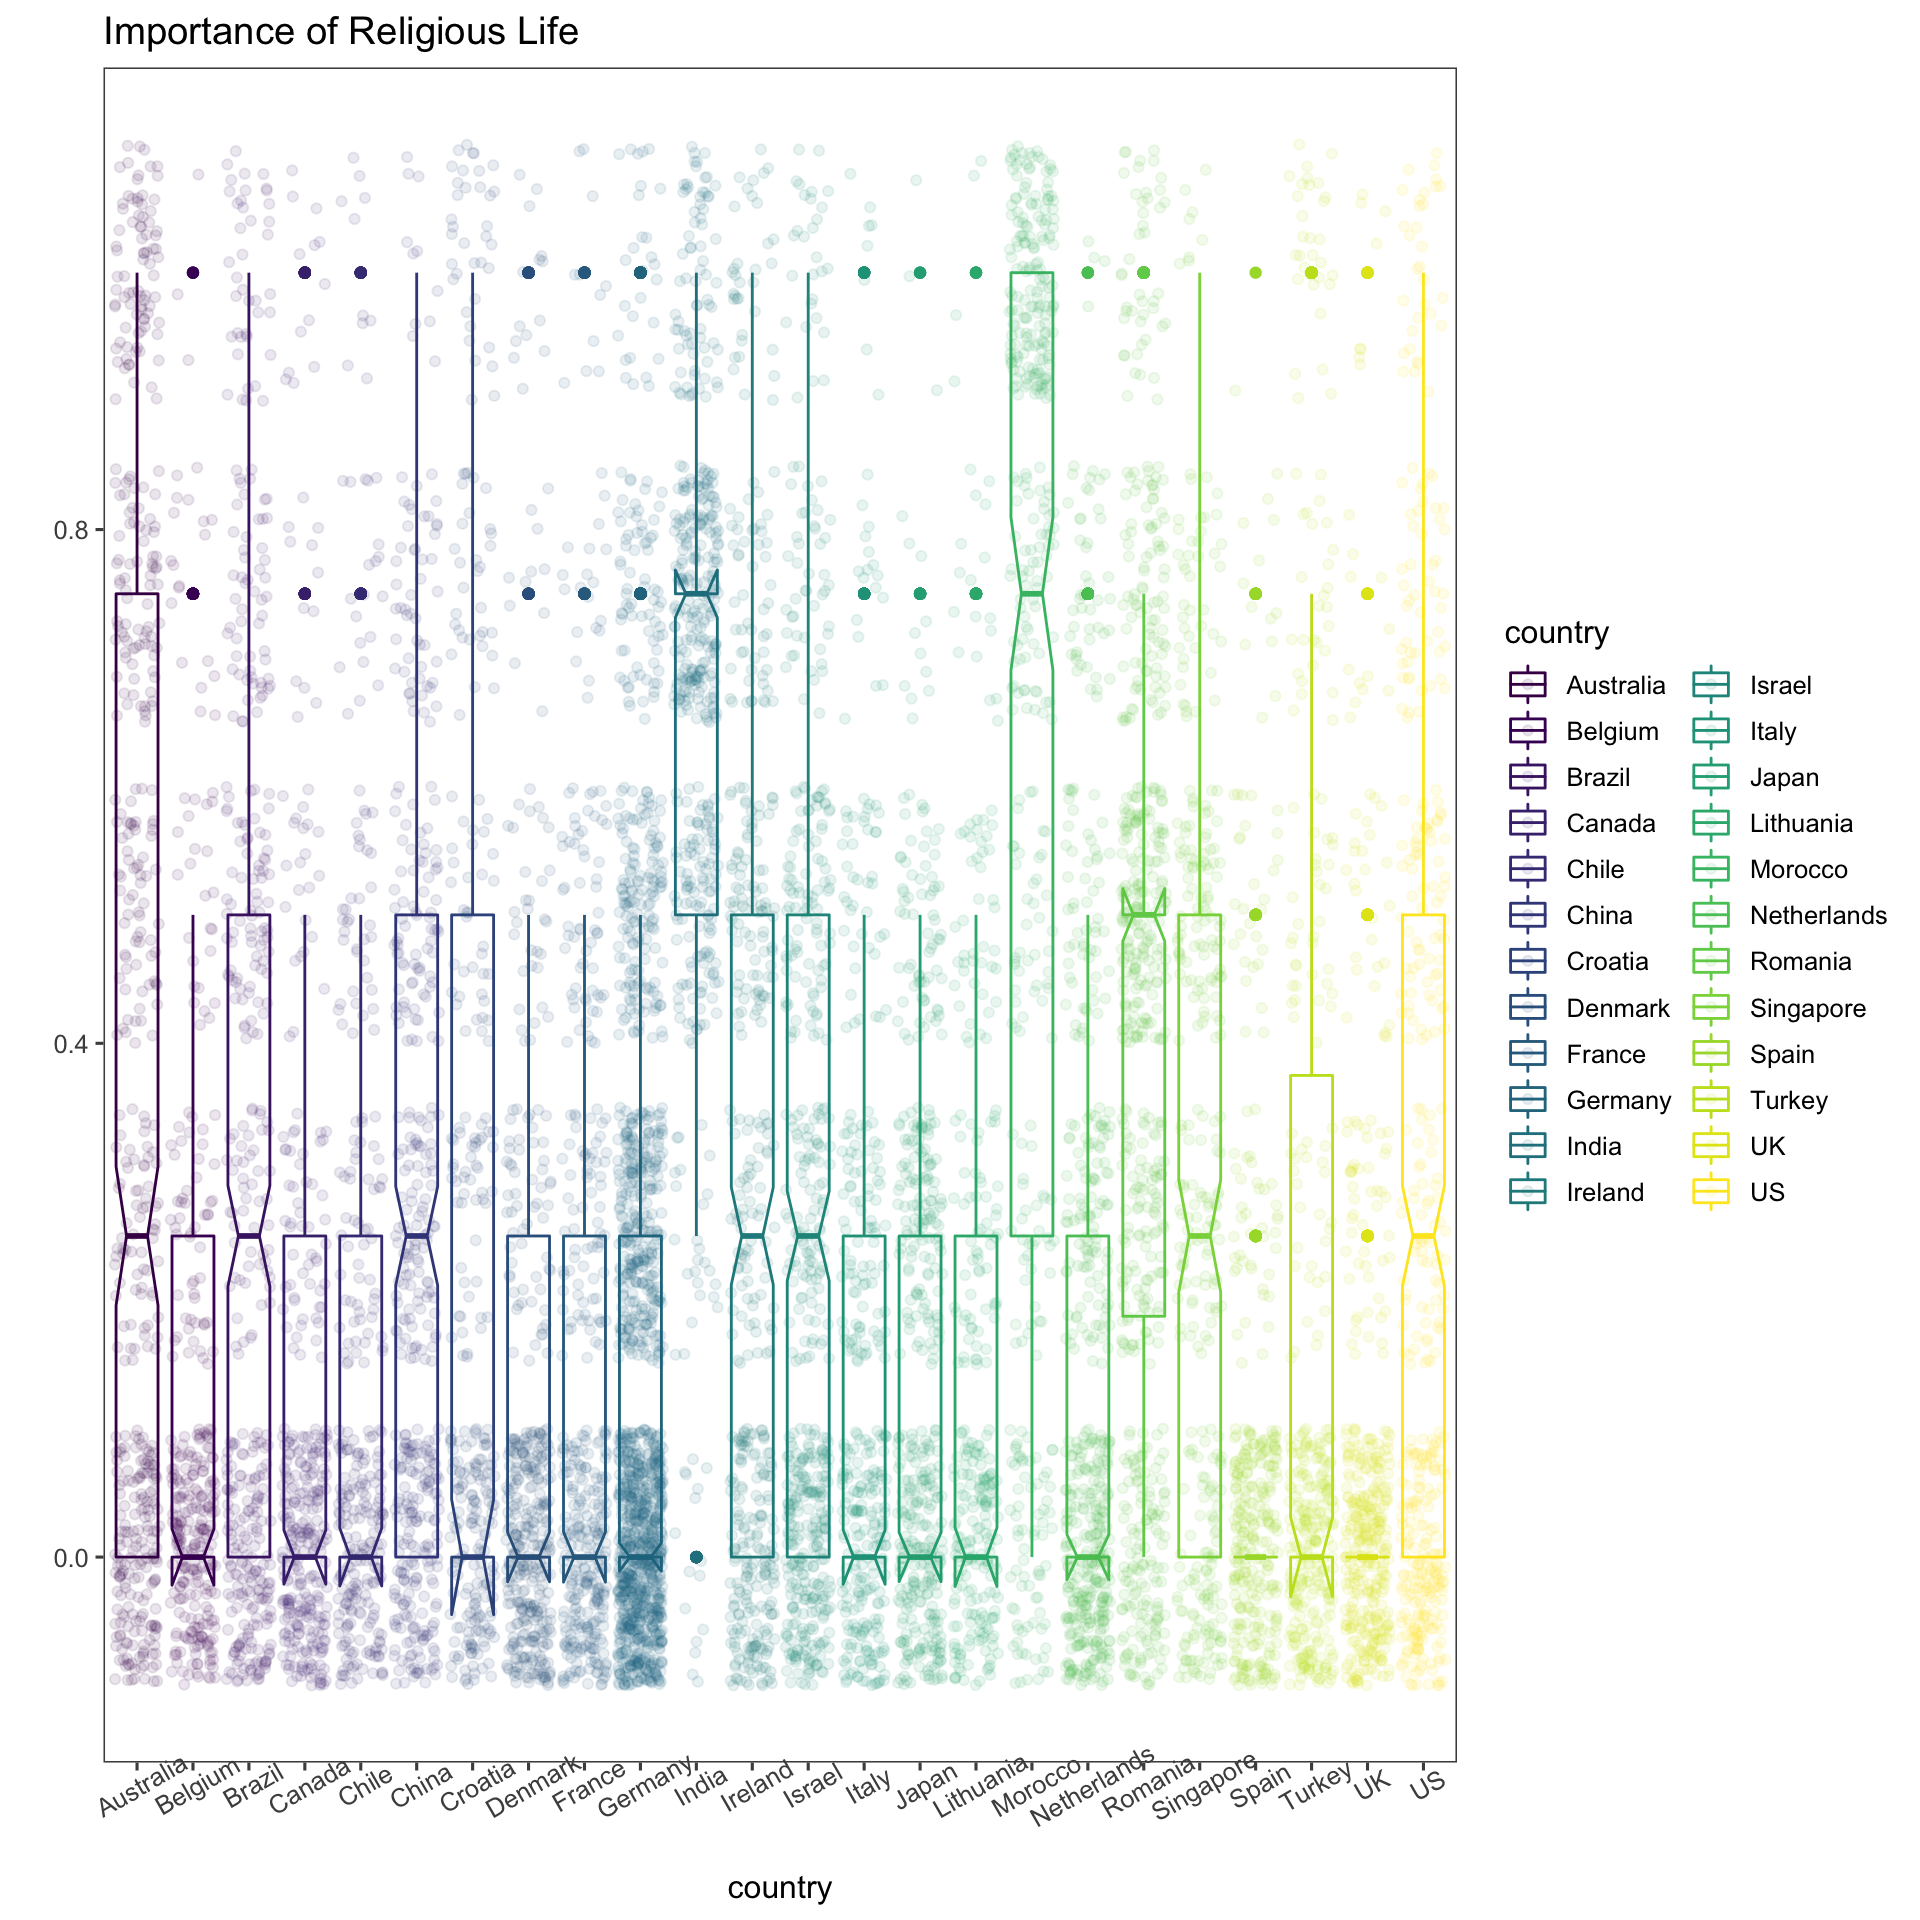 Importance of Religious Life
0.8
0.4
0.0
Australia
Belgium
Brazil
Canada
Chile
China
Croatia
Denmark
France
Germany
India
Ireland
Israel
Italy
Japan
Lithuania
Morocco
Netherlands
Romania
Singapore
Spain
Turkey
UK
US
country
country
Australia
Belgium
Brazil
Canada
Chile
China
Croatia
Denmark
France
Germany
India
Ireland
Israel
Italy
Japan
Lithuania
Morocco
Netherlands
Romania
Singapore
Spain
Turkey
UK
US